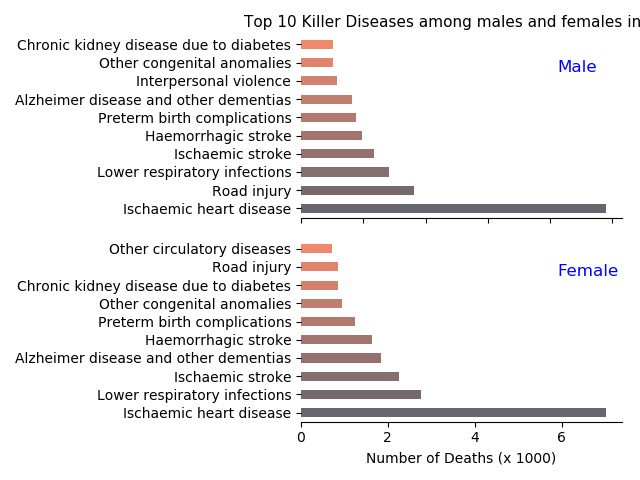 Top 10 Killer Diseases among males and females in
Chronic kidney disease due to diabetes
Other congenital anomalies
Interpersonal violence
Alzheimer disease and other dementias
Preterm birth complications
Haemorrhagic stroke
Ischaemic stroke
Lower respiratory infections
Road injury
Ischaemic heart disease
Male
Other circulatory diseases
Road injury
Chronic kidney disease due to diabetes
Other congenital anomalies
Preterm birth complications
Haemorrhagic stroke
Alzheimer disease and other dementias
Ischaemic stroke
Lower respiratory infections
Ischaemic heart disease
Female
0 2 4 6
Number of Deaths (x 1000)